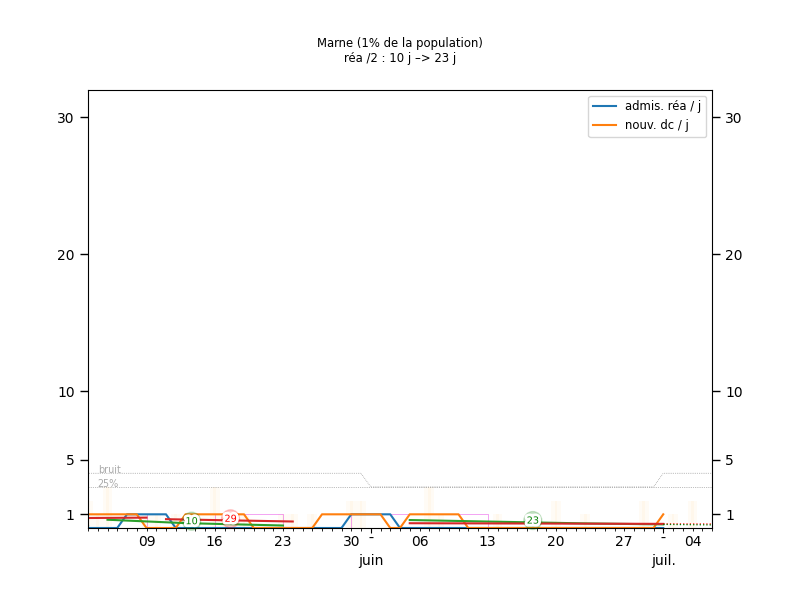 Marne (1% de la population)
réa /2 : 10 j –> 23 j
admis. réa / j
nouv. dc / j
30 30
20 20
10 10
5 5
bruit
25%
1 1
10 29 23
09 16 23 30 - 06 13 20 27 - 04
juin juil.